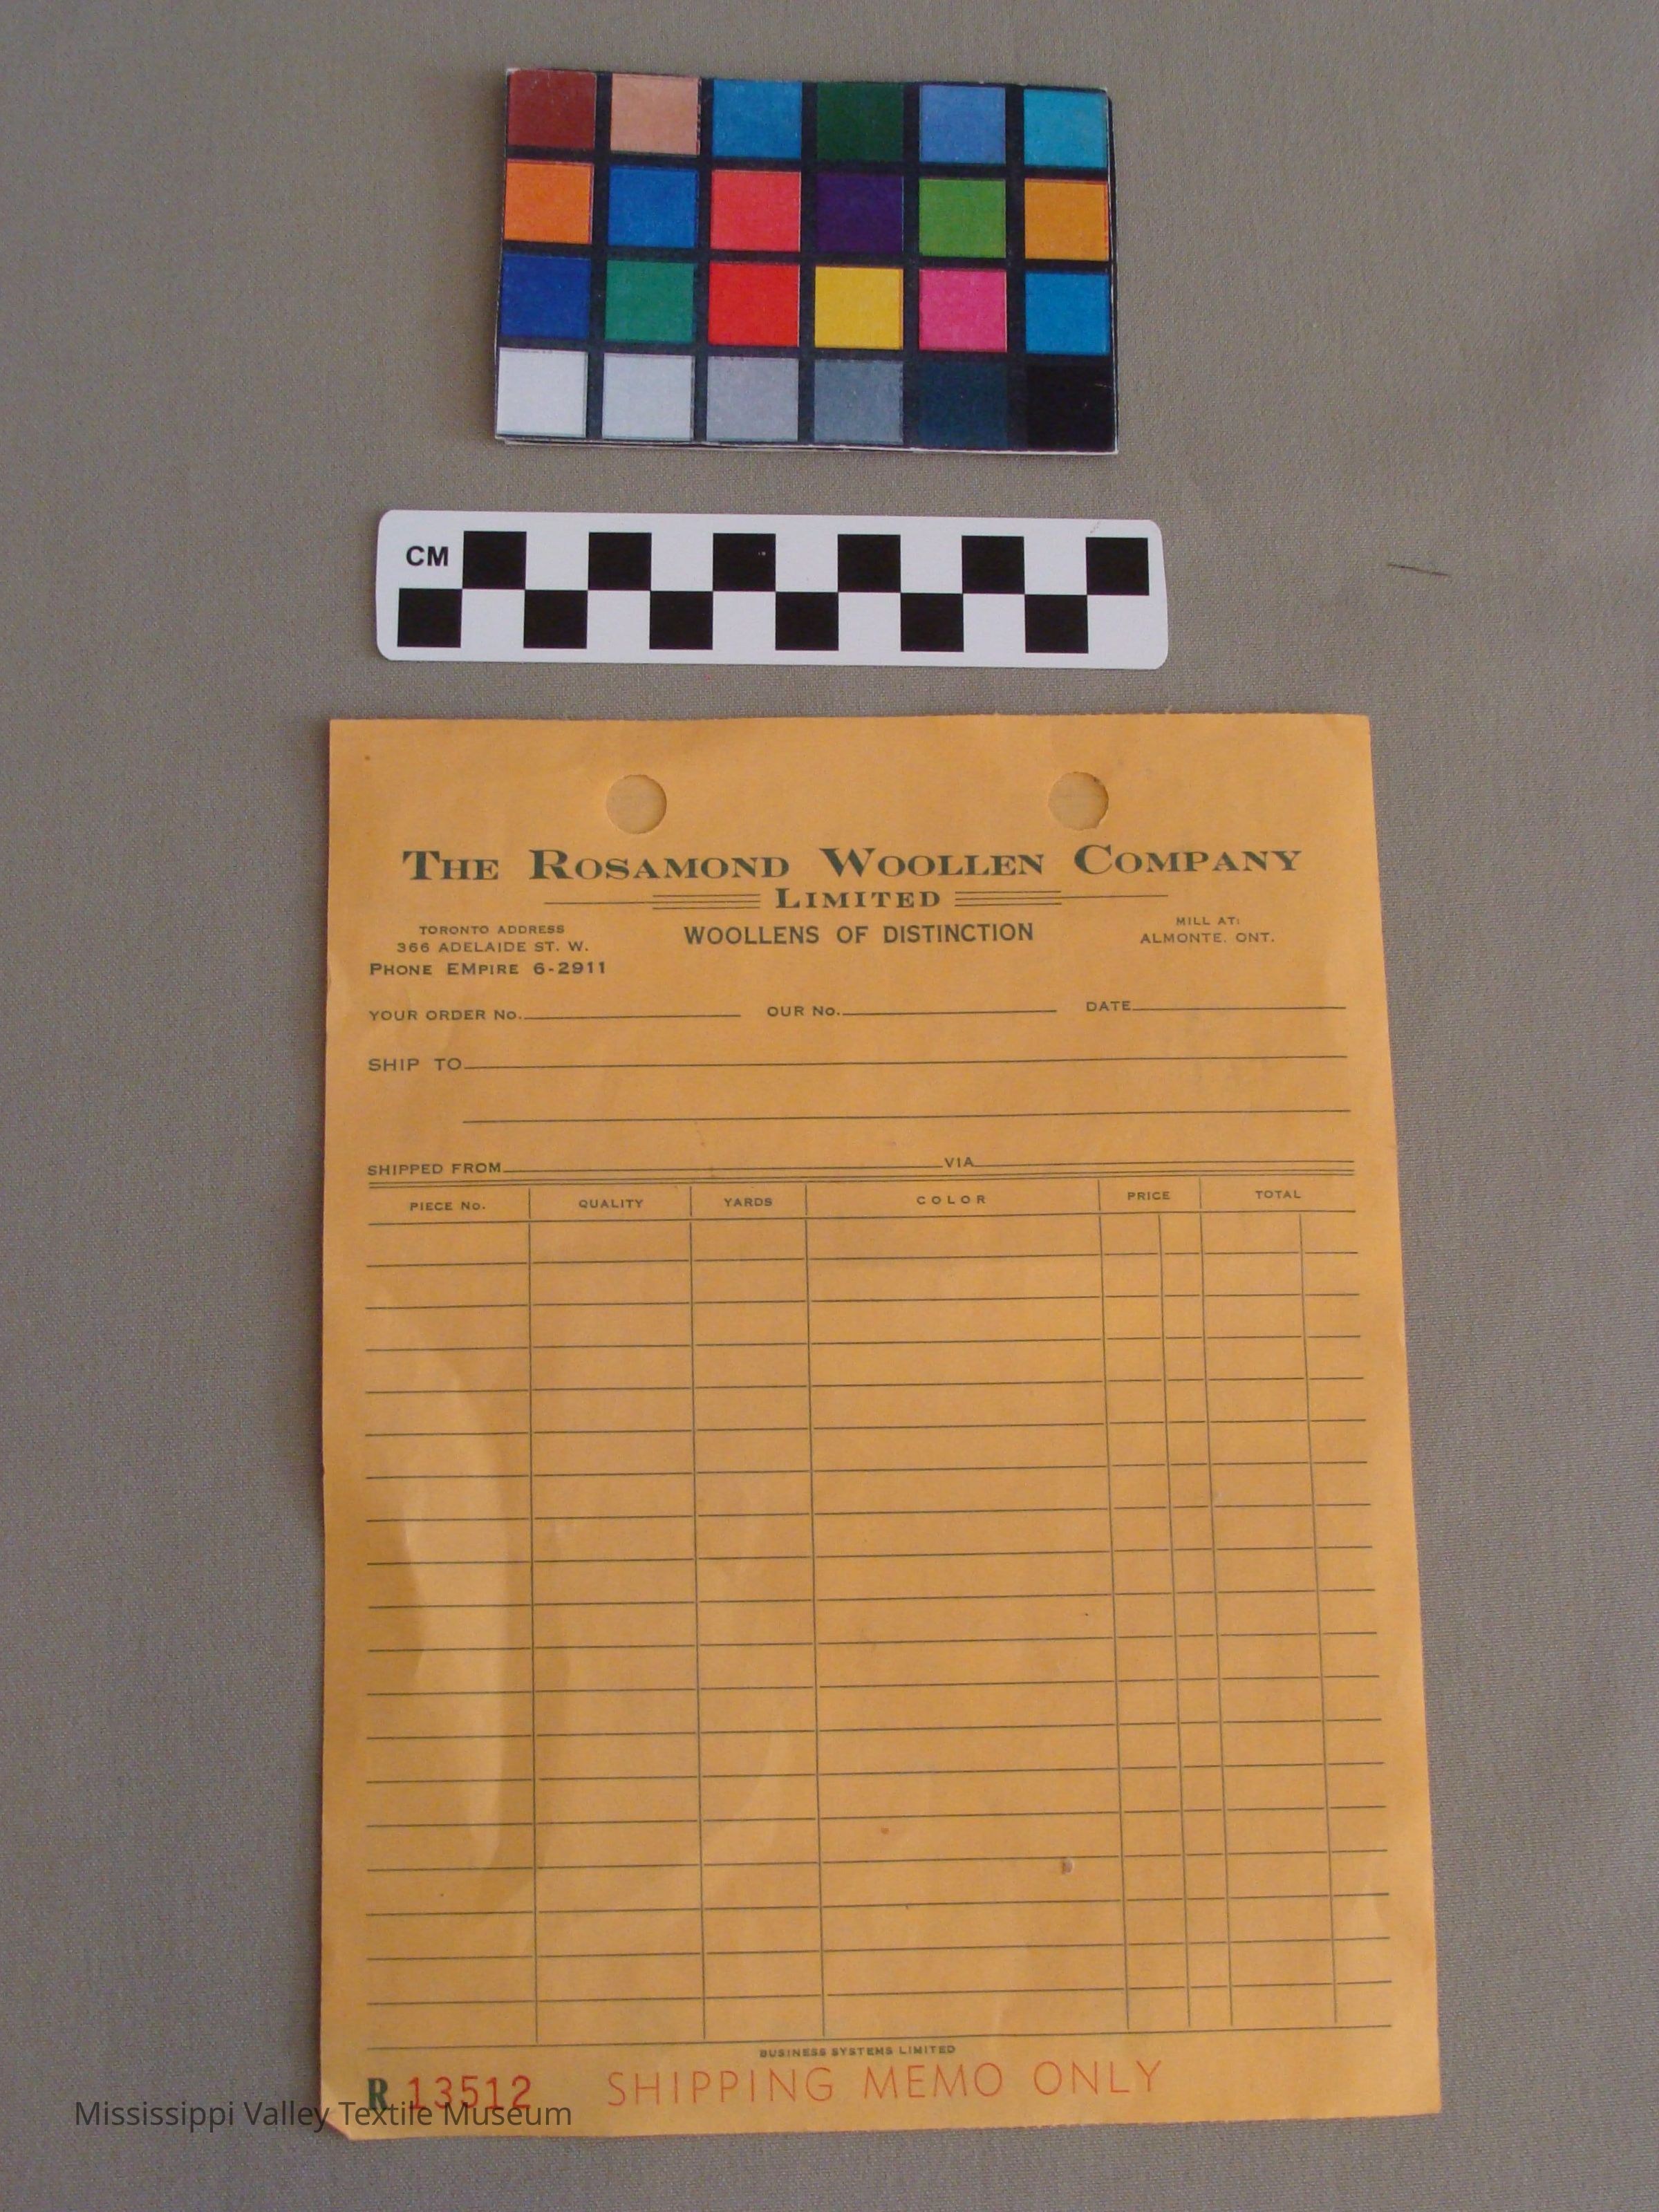 CM
THE ROSAMOND WOOLLEN COMPANY
LIMITED
TORONTO ADDRESS
366 ADELAIDE ST. W.
PHONE EMPIRE 6-2911
WOOLLENS OF DISTINCTION
MILL AT:
ALMONTE. ONT.
YOUR ORDER No. OUR No. DATE
SHIP TO
SHIPPED FROM VIA
PIECE No. QUALITY YARDS COLOR PRICE TOTAL
BUSINESS SYSTEMS LIMITED
R 13512 SHIPPING MEMO ONLY
Mississippi Valley Textile Museum